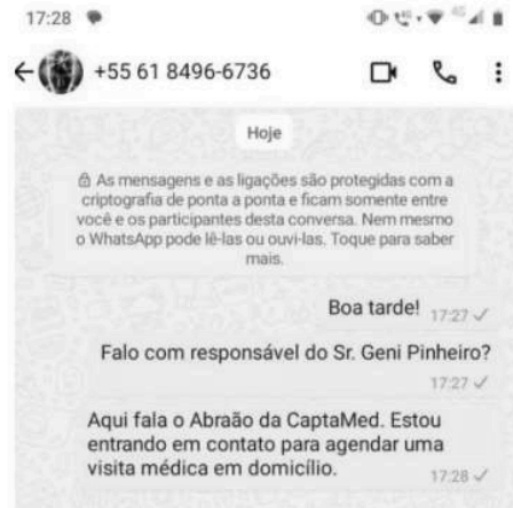 17:28
4G
+55 61 8496-6736
Hoje
As mensagens e as ligações são protegidas com a
criptografia de ponta a ponta e ficam somente entre
você e os participantes desta conversa. Nem mesmo
o WhatsApp pode lê-las ou ouvi-las. Toque para saber
mais.
Boa tarde! 17:27
Falo com responsável do Sr. Geni Pinheiro?
17:27
Aqui fala o Abraão da CaptaMed. Estou
entrando em contato para agendar uma
visita médica em domicílio. 17:28